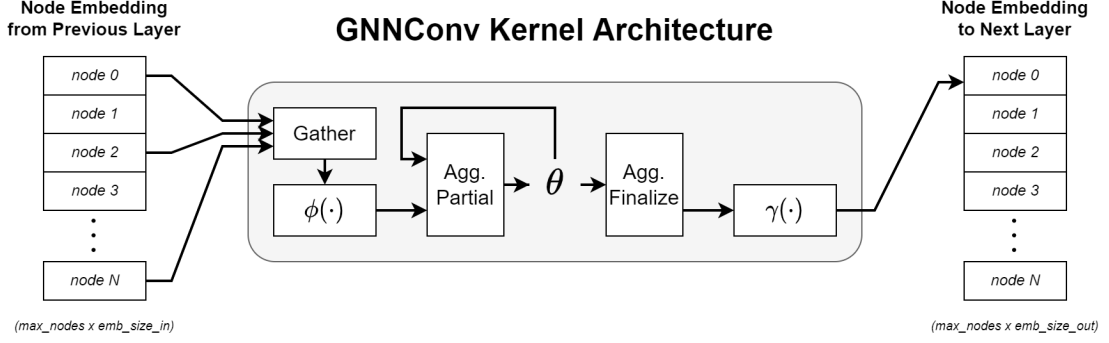 Node Embedding
from Previous Layer
GNNConv Kernel Architecture
Node Embedding
to Next Layer
node 0
node 1
node 2
node 3
node N
(max_nodes x emb_size_in)
Gather
ϕ(·)
Agg.
Partial
θ
Agg.
Finalize
γ(·)
node 0
node 1
node 2
node 3
node N
(max_nodes x emb_size_out)